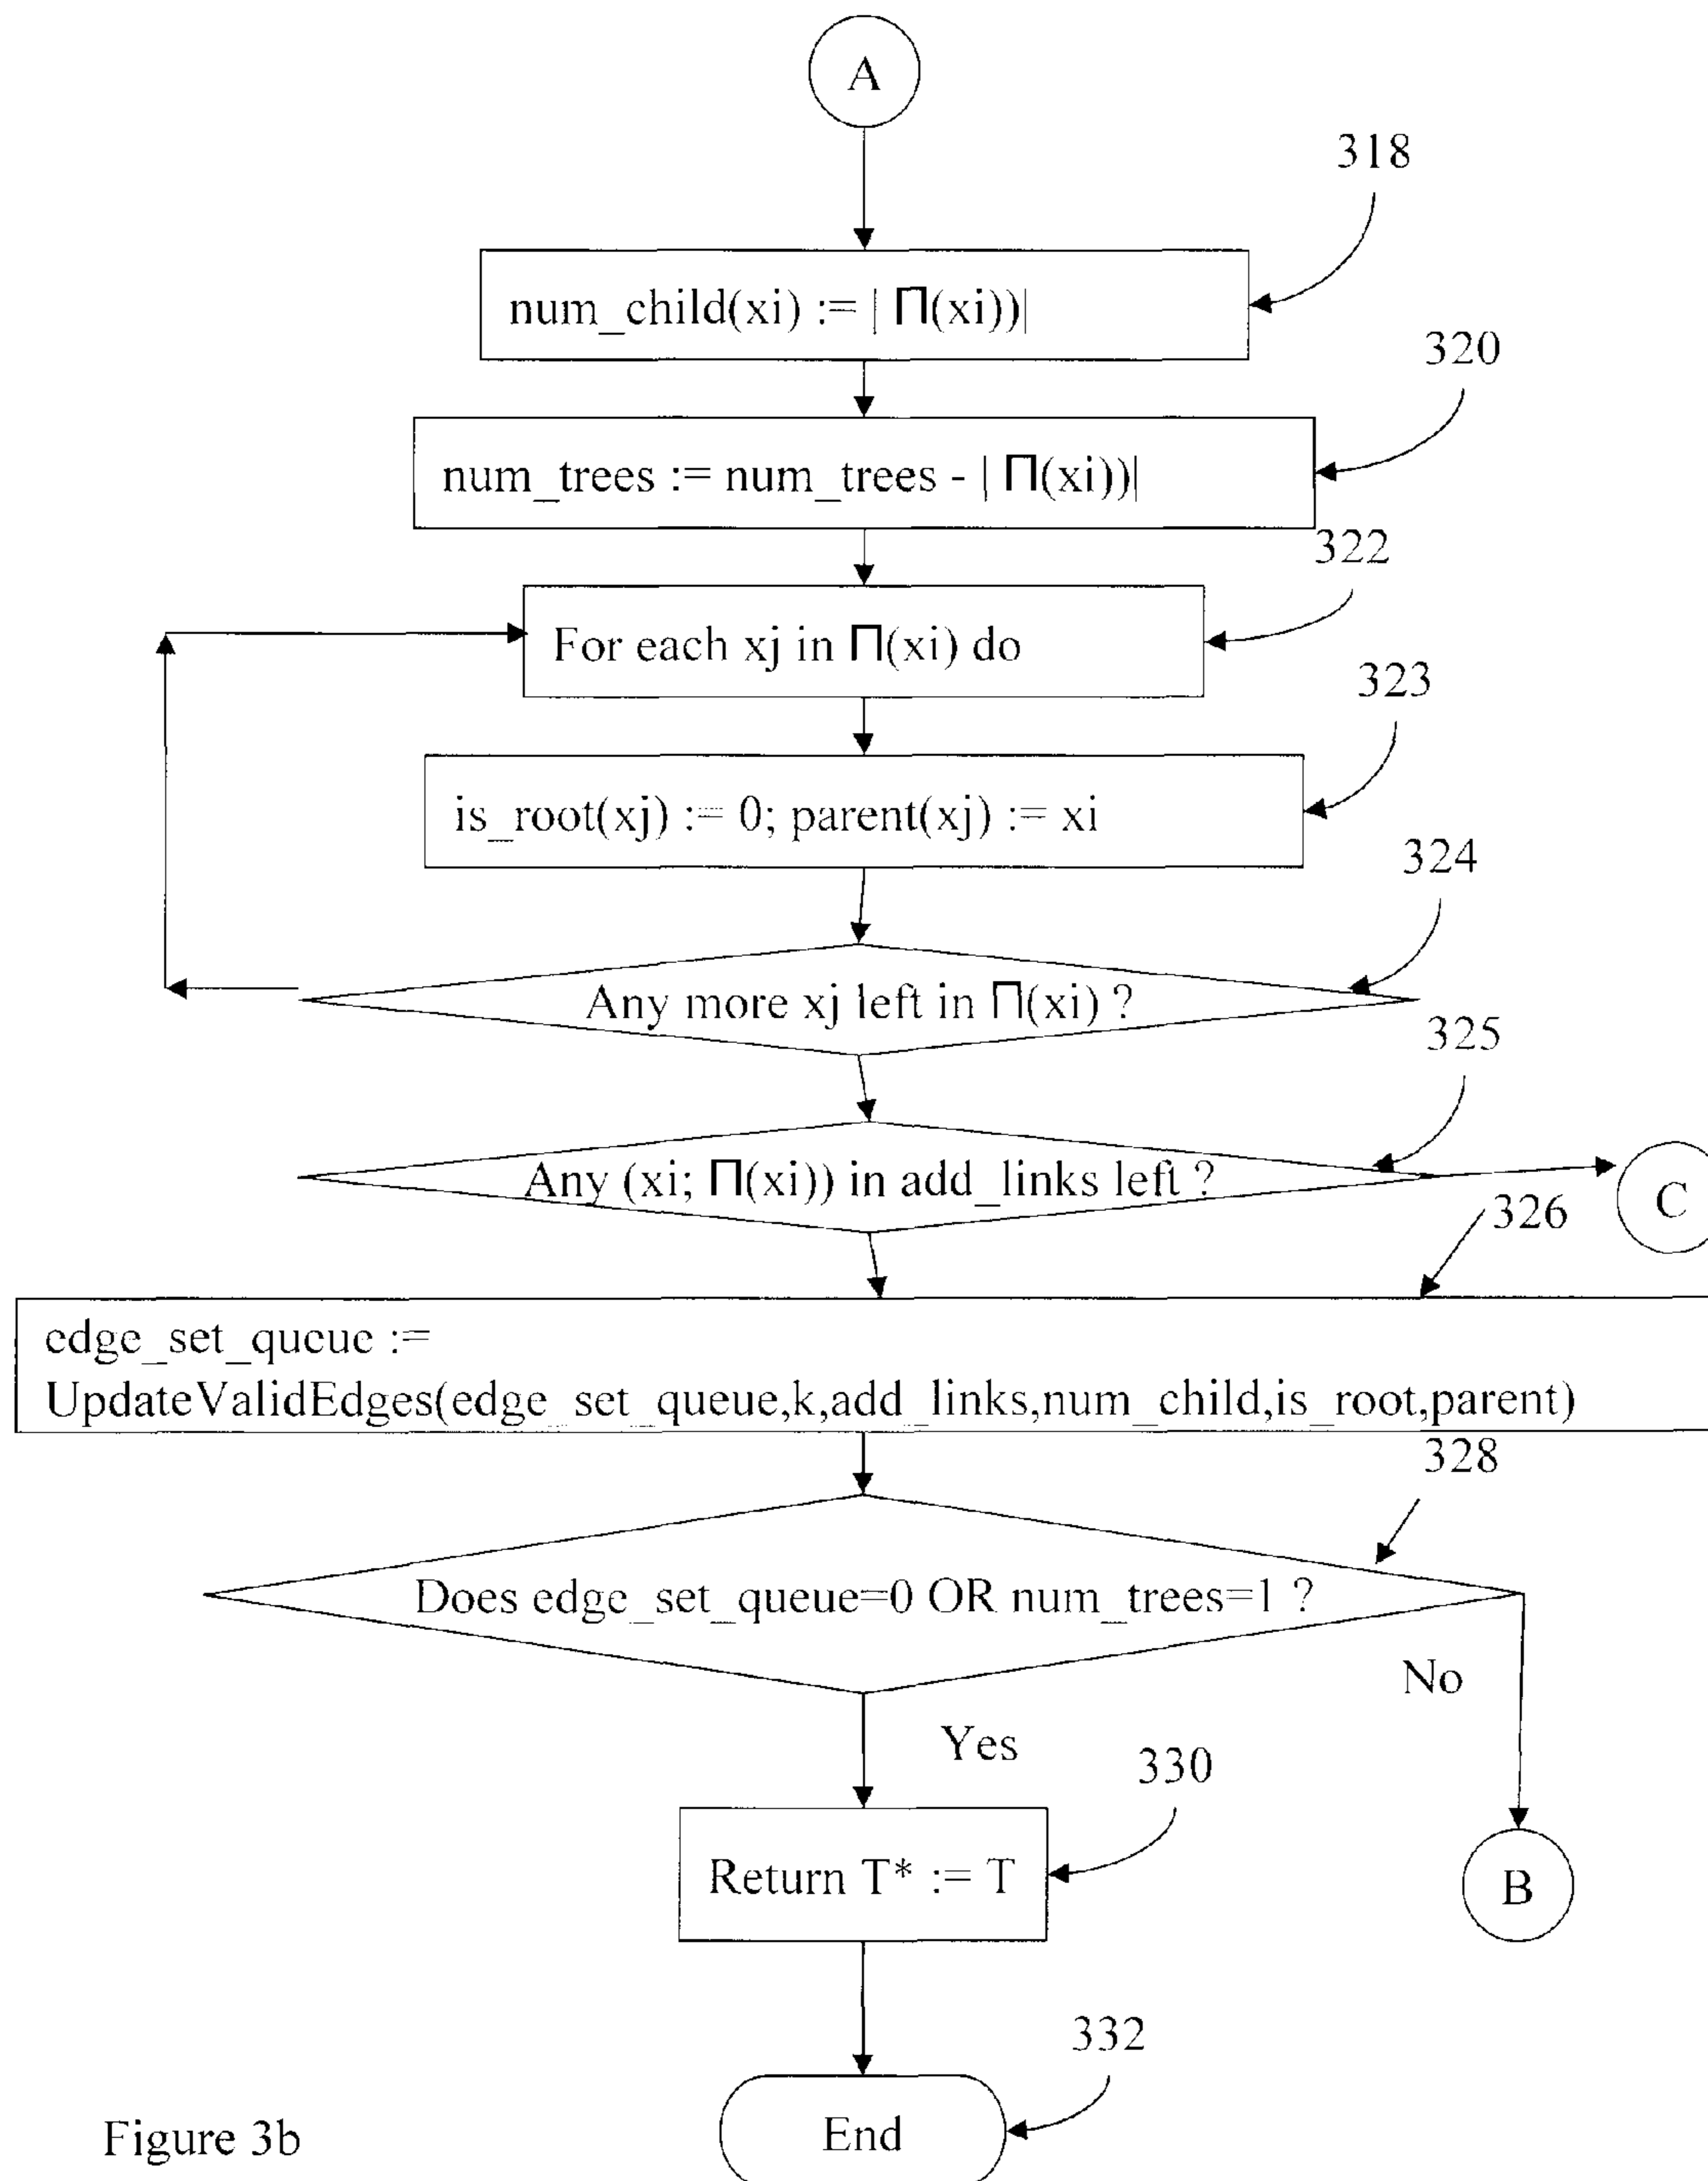 A
318
num_child(xi) := | Π(xi))|
320
num_trees := num_trees - | Π(xi))|
322
For each xj in Π(xi) do
323
is_root(xj) := 0; parent(xj) := xi
324
Any more xj left in Π(xi) ?
325
Any (xi; Π(xi)) in add_links left ?
C
326
edge_set_queue :=
UpdateValidEdges(edge_set_queue,k,add_links,num_child,is_root,parent)
328
Does edge_set_queue=0 OR num_trees=1 ?
No
Yes
330
Return T* := T
B
332
End
Figure 3b